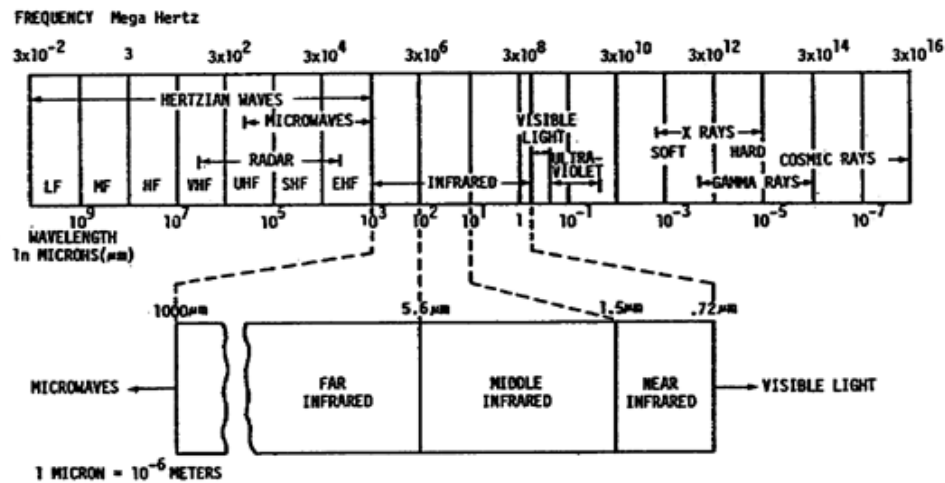 FREQUENCY Mega Hertz
3x10⁻² 3 3x10² 3x10⁴ 3x10⁶ 3x10⁸ 3x10¹⁰ 3x10¹² 3x10¹⁴ 3x10¹⁶
HERTZIAN WAVES
MICROWAVES
VISIBLE
LIGHT
X RAYS
SOFT HARD
RADAR
ULTRA-
VIOLET
COSMIC RAYS
LF MF HF VHF UHF SHF EHF
INFRARED
GAMMA RAYS
10⁹ 10⁷ 10⁵ 10³ 10² 10¹ 1 10⁻¹ 10⁻³ 10⁻⁵ 10⁻⁷
WAVELENGTH
In MICROHS(µm)
1000µm 5.6µm 1.5µm .72µm
MICROWAVES
FAR
INFRARED
MIDDLE
INFRARED
NEAR
INFRARED
VISIBLE LIGHT
1 MICRON = 10⁻⁶ METERS